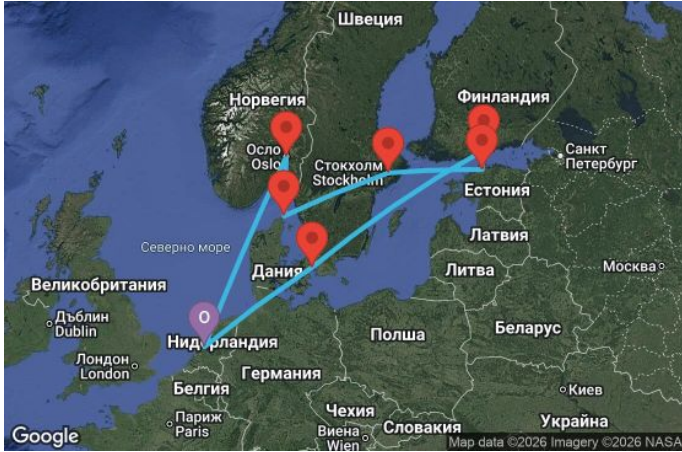 Швеция
Норвегия
Финландия
Осло
Oslo
Стокхолм
Stockholm
Санкт
Петербург
Естония
Северно море
Латвия
Дания
Литва
Москва
Великобритания
O
Дъблин
Dublin
Нидерландия
Полша
Беларус
Лондон
London
Германия
Белгия
Киев
Париж
Paris
Чехия
Виена
Wien
Словакия
Украйна
Google
Map data ©2026 Imagery ©2026 NASA